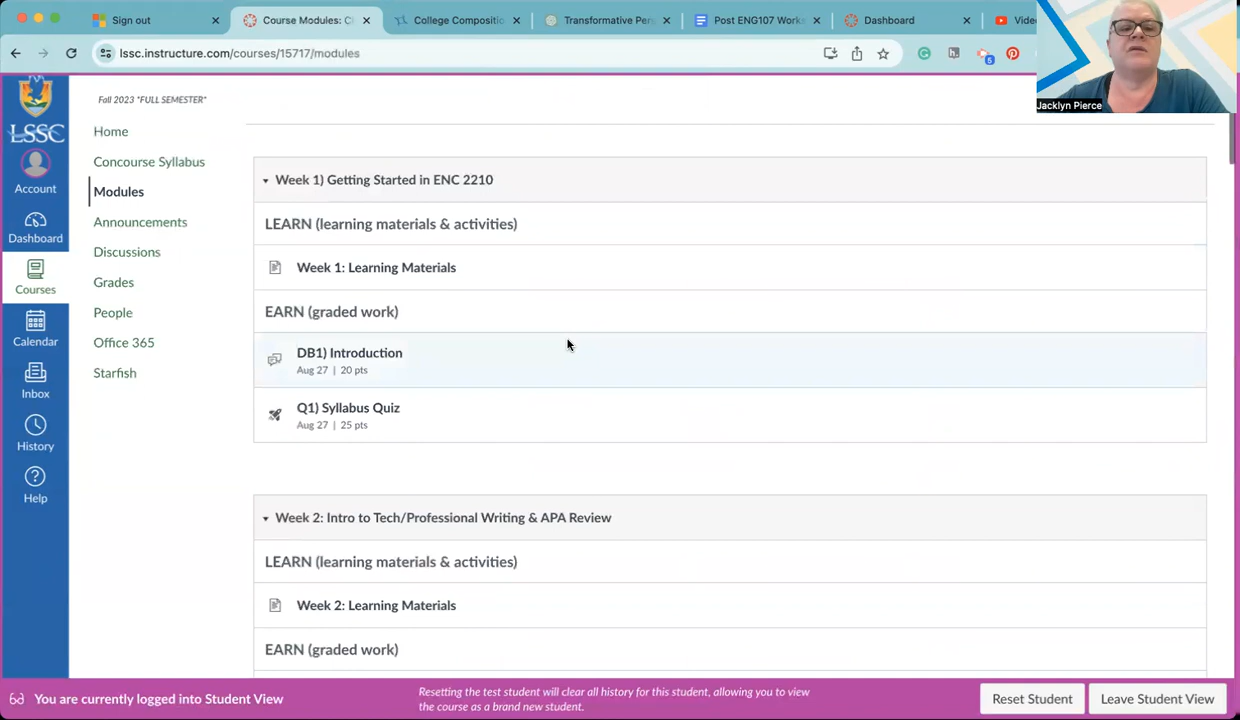 Sign out
Course Modules: C
College Compositio
Transformative Per
Post ENG107 Works
Dashboard
Vide
lssc.instructure.com/courses/15717/modules
5
Jacklyn Pierce
LSSC
Account
Dashboard
Courses
Calendar
Inbox
History
Help
Fall 2023 *FULL SEMESTER*
Home
Concourse Syllabus
Modules
Announcements
Discussions
Grades
People
Office 365
Starfish
Week 1) Getting Started in ENC 2210
LEARN (learning materials & activities)
Week 1: Learning Materials
EARN (graded work)
DB1) Introduction
Aug 27 | 20 pts
Q1) Syllabus Quiz
Aug 27 | 25 pts
Week 2: Intro to Tech/Professional Writing & APA Review
LEARN (learning materials & activities)
Week 2: Learning Materials
EARN (graded work)
You are currently logged into Student View
Resetting the test student will clear all history for this student, allowing you to view
the course as a brand new student.
Reset Student
Leave Student View